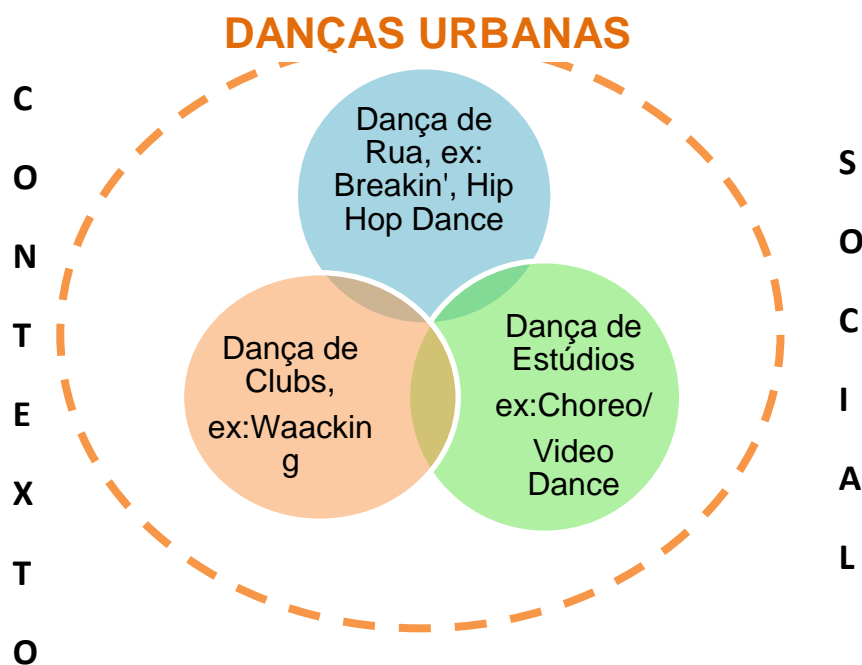 DANÇAS URBANAS
C
O
N
T
E
X
T
O
Dança de
Rua, ex:
Breakin', Hip
Hop Dance
Dança de
Clubs,
ex:Waackin
g
Dança de
Estúdios
ex:Choreo/
Video
Dance
S
O
C
I
A
L